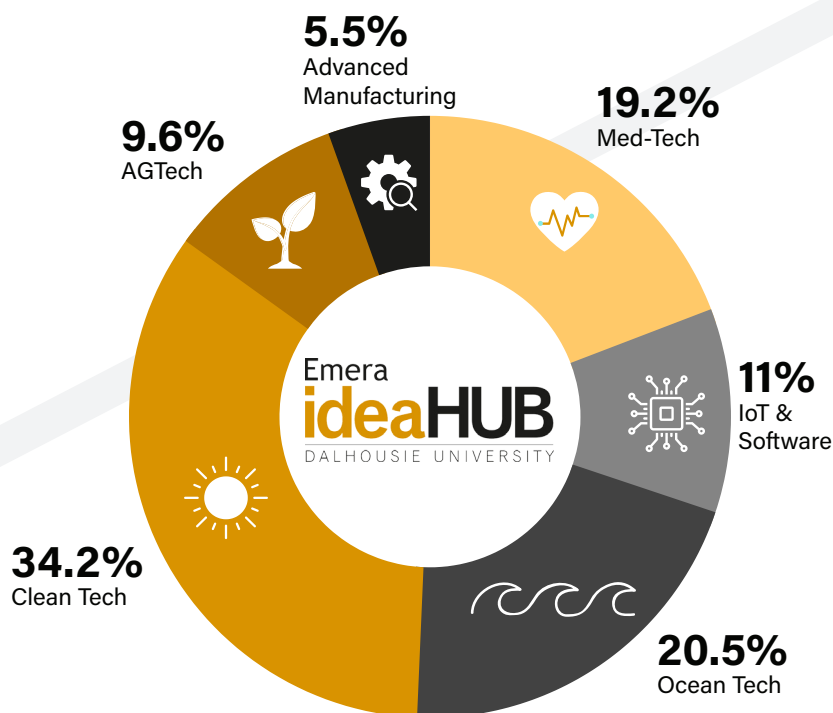 5.5%
Advanced
Manufacturing
19.2%
Med-Tech
9.6%
AGTech
11%
IoT &
Software
Emera
ideaHUB
DALHOUSIE UNIVERSITY
34.2%
Clean Tech
20.5%
Ocean Tech